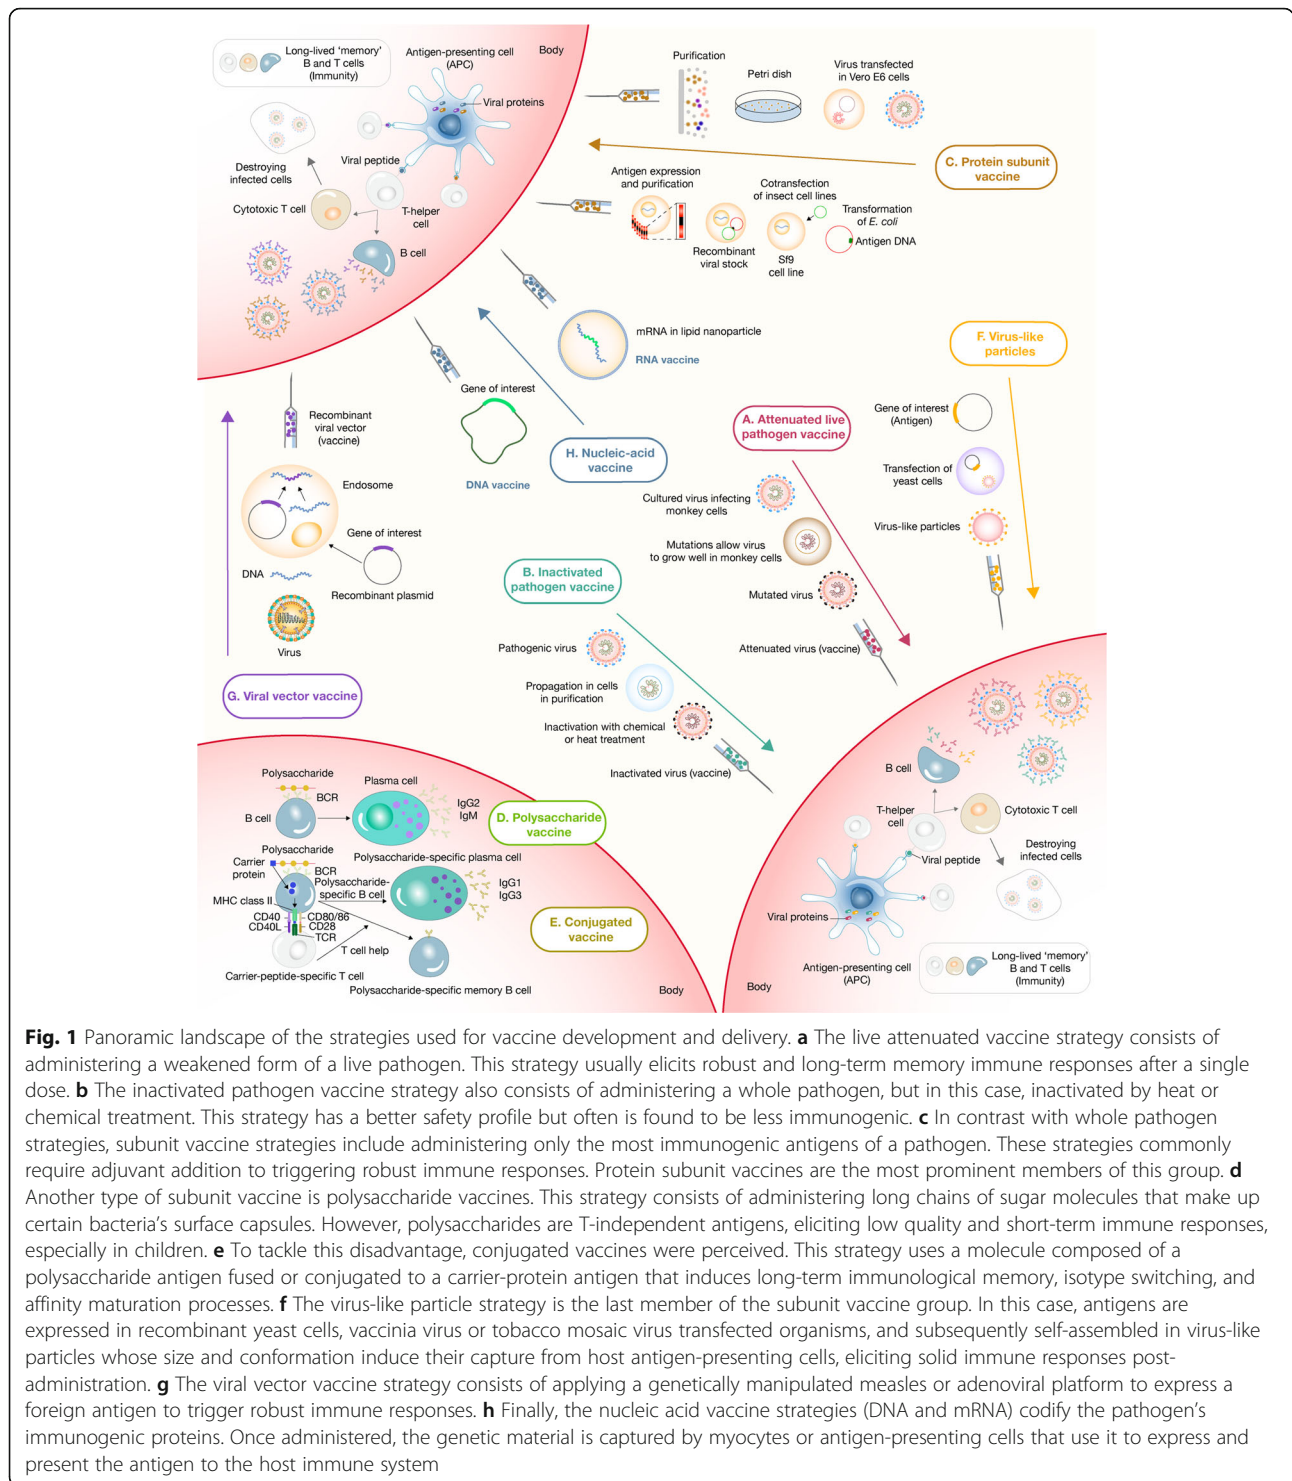 Long-lived 'memory'
B and T cells
(Immunity)
Antigen-presenting cell
(APC)
Body
Viral proteins
Viral peptide
Destroying
infected cells
Cytotoxic T cell
T-helper
cell
B cell
Purification
Petri dish
Virus transfected
in Vero E6 cells
C. Protein subunit
vaccine
Antigen expression
and purification
Cotransfection
of insect cell lines
Transformation
of E. coli
Antigen DNA
Recombinant
viral stock
Sf9
cell line
mRNA in lipid nanoparticle
RNA vaccine
Gene of interest
DNA vaccine
H. Nucleic-acid
vaccine
F. Virus-like
particles
Gene of interest
(Antigen)
Transfection of
yeast cells
Virus-like particles
A. Attenuated live
pathogen vaccine
Cultured virus infecting
monkey cells
Mutations allow virus
to grow well in monkey cells
Mutated virus
Attenuated virus (vaccine)
Recombinant
viral vector
(vaccine)
Endosome
Gene of interest
DNA
Recombinant plasmid
Virus
G. Viral vector vaccine
B. Inactivated
pathogen vaccine
Pathogenic virus
Propagation in cells
in purification
Inactivation with chemical
or heat treatment
Inactivated virus (vaccine)
Polysaccharide
BCR
B cell
Plasma cell
IgG2
IgM
D. Polysaccharide
vaccine
Polysaccharide
Carrier
protein
BCR
MHC class II
Polysaccharide-
specific B cell
Polysaccharide-specific plasma cell
IgG1
IgG3
CD40
CD80/86
CD40L
CD28
TCR
T cell help
Carrier-peptide-specific T cell
Polysaccharide-specific memory B cell
E. Conjugated
vaccine
Body
B cell
T-helper
cell
Cytotoxic T cell
Viral peptide
Destroying
infected cells
Viral proteins
Antigen-presenting cell
(APC)
Body
Long-lived 'memory'
B and T cells
(Immunity)
Fig. 1 Panoramic landscape of the strategies used for vaccine development and delivery. a The live attenuated vaccine strategy consists of
administering a weakened form of a live pathogen. This strategy usually elicits robust and long-term memory immune responses after a single
dose. b The inactivated pathogen vaccine strategy also consists of administering a whole pathogen, but in this case, inactivated by heat or
chemical treatment. This strategy has a better safety profile but often is found to be less immunogenic. c In contrast with whole pathogen
strategies, subunit vaccine strategies include administering only the most immunogenic antigens of a pathogen. These strategies commonly
require adjuvant addition to triggering robust immune responses. Protein subunit vaccines are the most prominent members of this group. d
Another type of subunit vaccine is polysaccharide vaccines. This strategy consists of administering long chains of sugar molecules that make up
certain bacteria's surface capsules. However, polysaccharides are T-independent antigens, eliciting low quality and short-term immune responses,
especially in children. e To tackle this disadvantage, conjugated vaccines were perceived. This strategy uses a molecule composed of a
polysaccharide antigen fused or conjugated to a carrier-protein antigen that induces long-term immunological memory, isotype switching, and
affinity maturation processes. f The virus-like particle strategy is the last member of the subunit vaccine group. In this case, antigens are
expressed in recombinant yeast cells, vaccinia virus or tobacco mosaic virus transfected organisms, and subsequently self-assembled in virus-like
particles whose size and conformation induce their capture from host antigen-presenting cells, eliciting solid immune responses post-
administration. g The viral vector vaccine strategy consists of applying a genetically manipulated measles or adenoviral platform to express a
foreign antigen to trigger robust immune responses. h Finally, the nucleic acid vaccine strategies (DNA and mRNA) codify the pathogen's
immunogenic proteins. Once administered, the genetic material is captured by myocytes or antigen-presenting cells that use it to express and
present the antigen to the host immune system